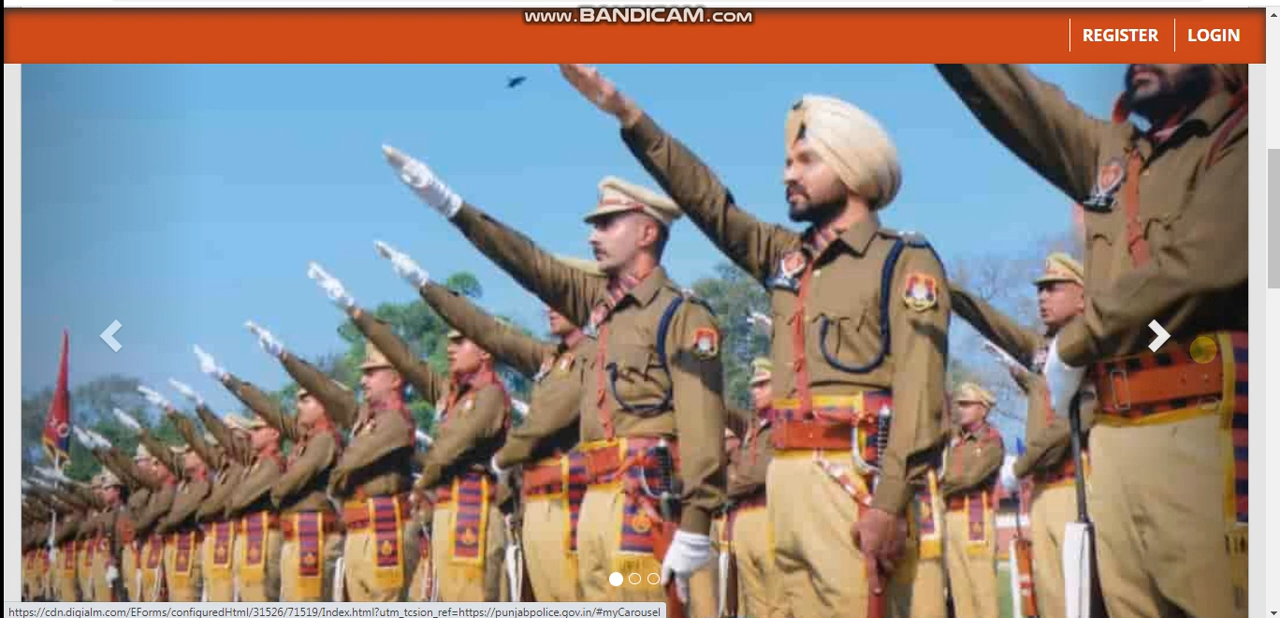 www.BANDICAM.com
REGISTER LOGIN
https://cdn.digialm.com/EForms/configuredHtml/31526/71519/Index.html?utm_tcsion_ref=https://punjabpolice.gov.in/#myCarousel